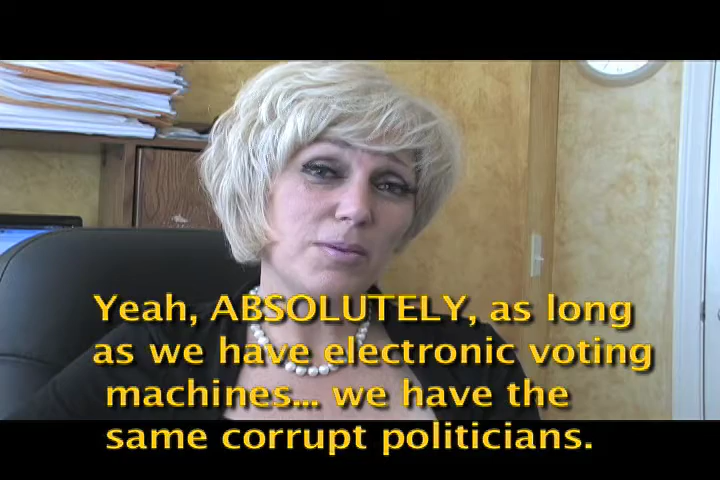 Yeah, ABSOLUTELY, as long
as we have electronic voting
machines... we have the
same corrupt politicians.